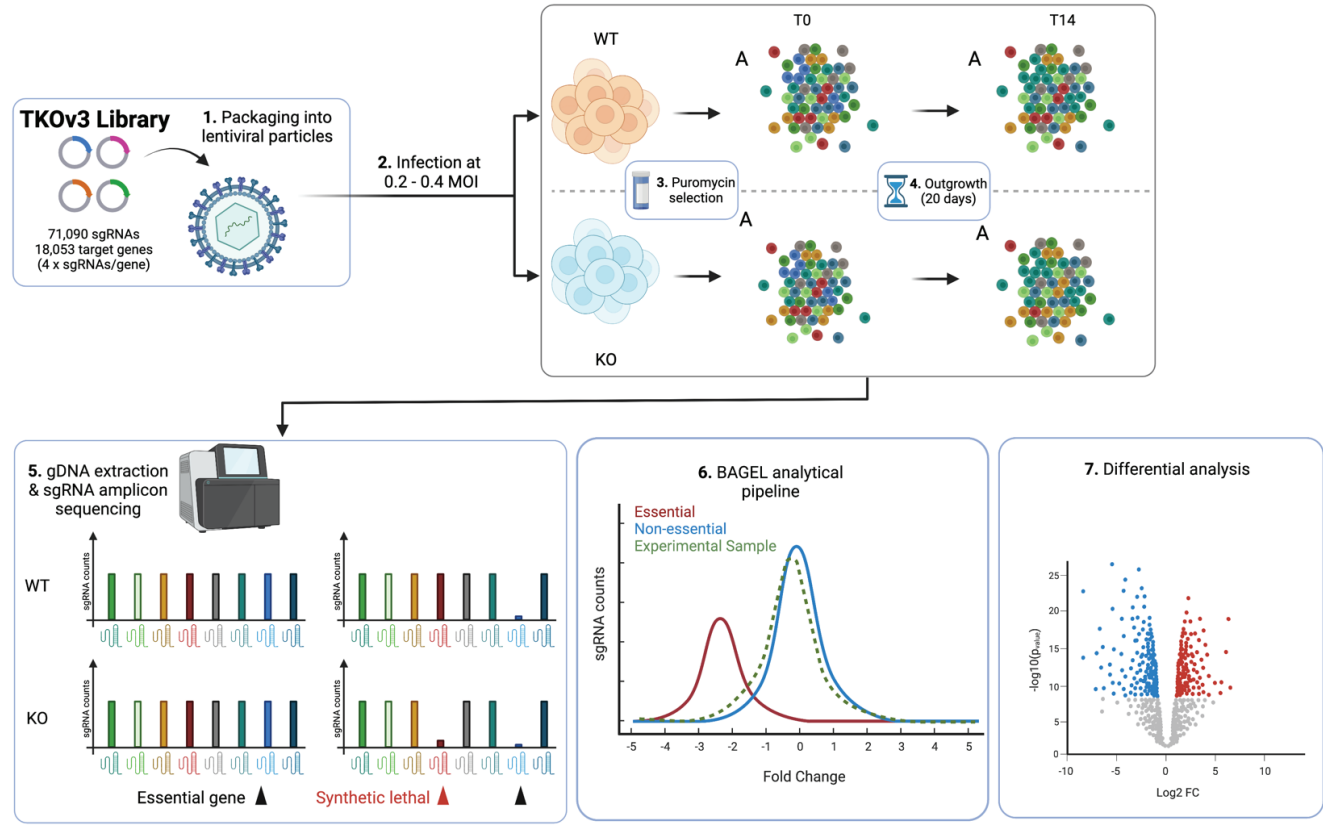 TKOv3 Library
1. Packaging into
lentiviral particles
71,090 sgRNAs
18,053 target genes
(4 x sgRNAs/gene)
2. Infection at
0.2 - 0.4 MOI
T0
T14
WT
A
A
3. Puromycin
selection
4. Outgrowth
(20 days)
A
A
KO
5. gDNA extraction
& sgRNA amplicon
sequencing
WT
sgRNA counts
sgRNA counts
KO
sgRNA counts
sgRNA counts
Essential gene
Synthetic lethal
6. BAGEL analytical
pipeline
Essential
Non-essential
Experimental Sample
sgRNA counts
-5 -4 -3 -2 -1 0 1 2 3 4 5
Fold Change
7. Differential analysis
-log10(pvalue)
25
20
15
10
5
0
-10 -5 0 5 10
Log2 FC